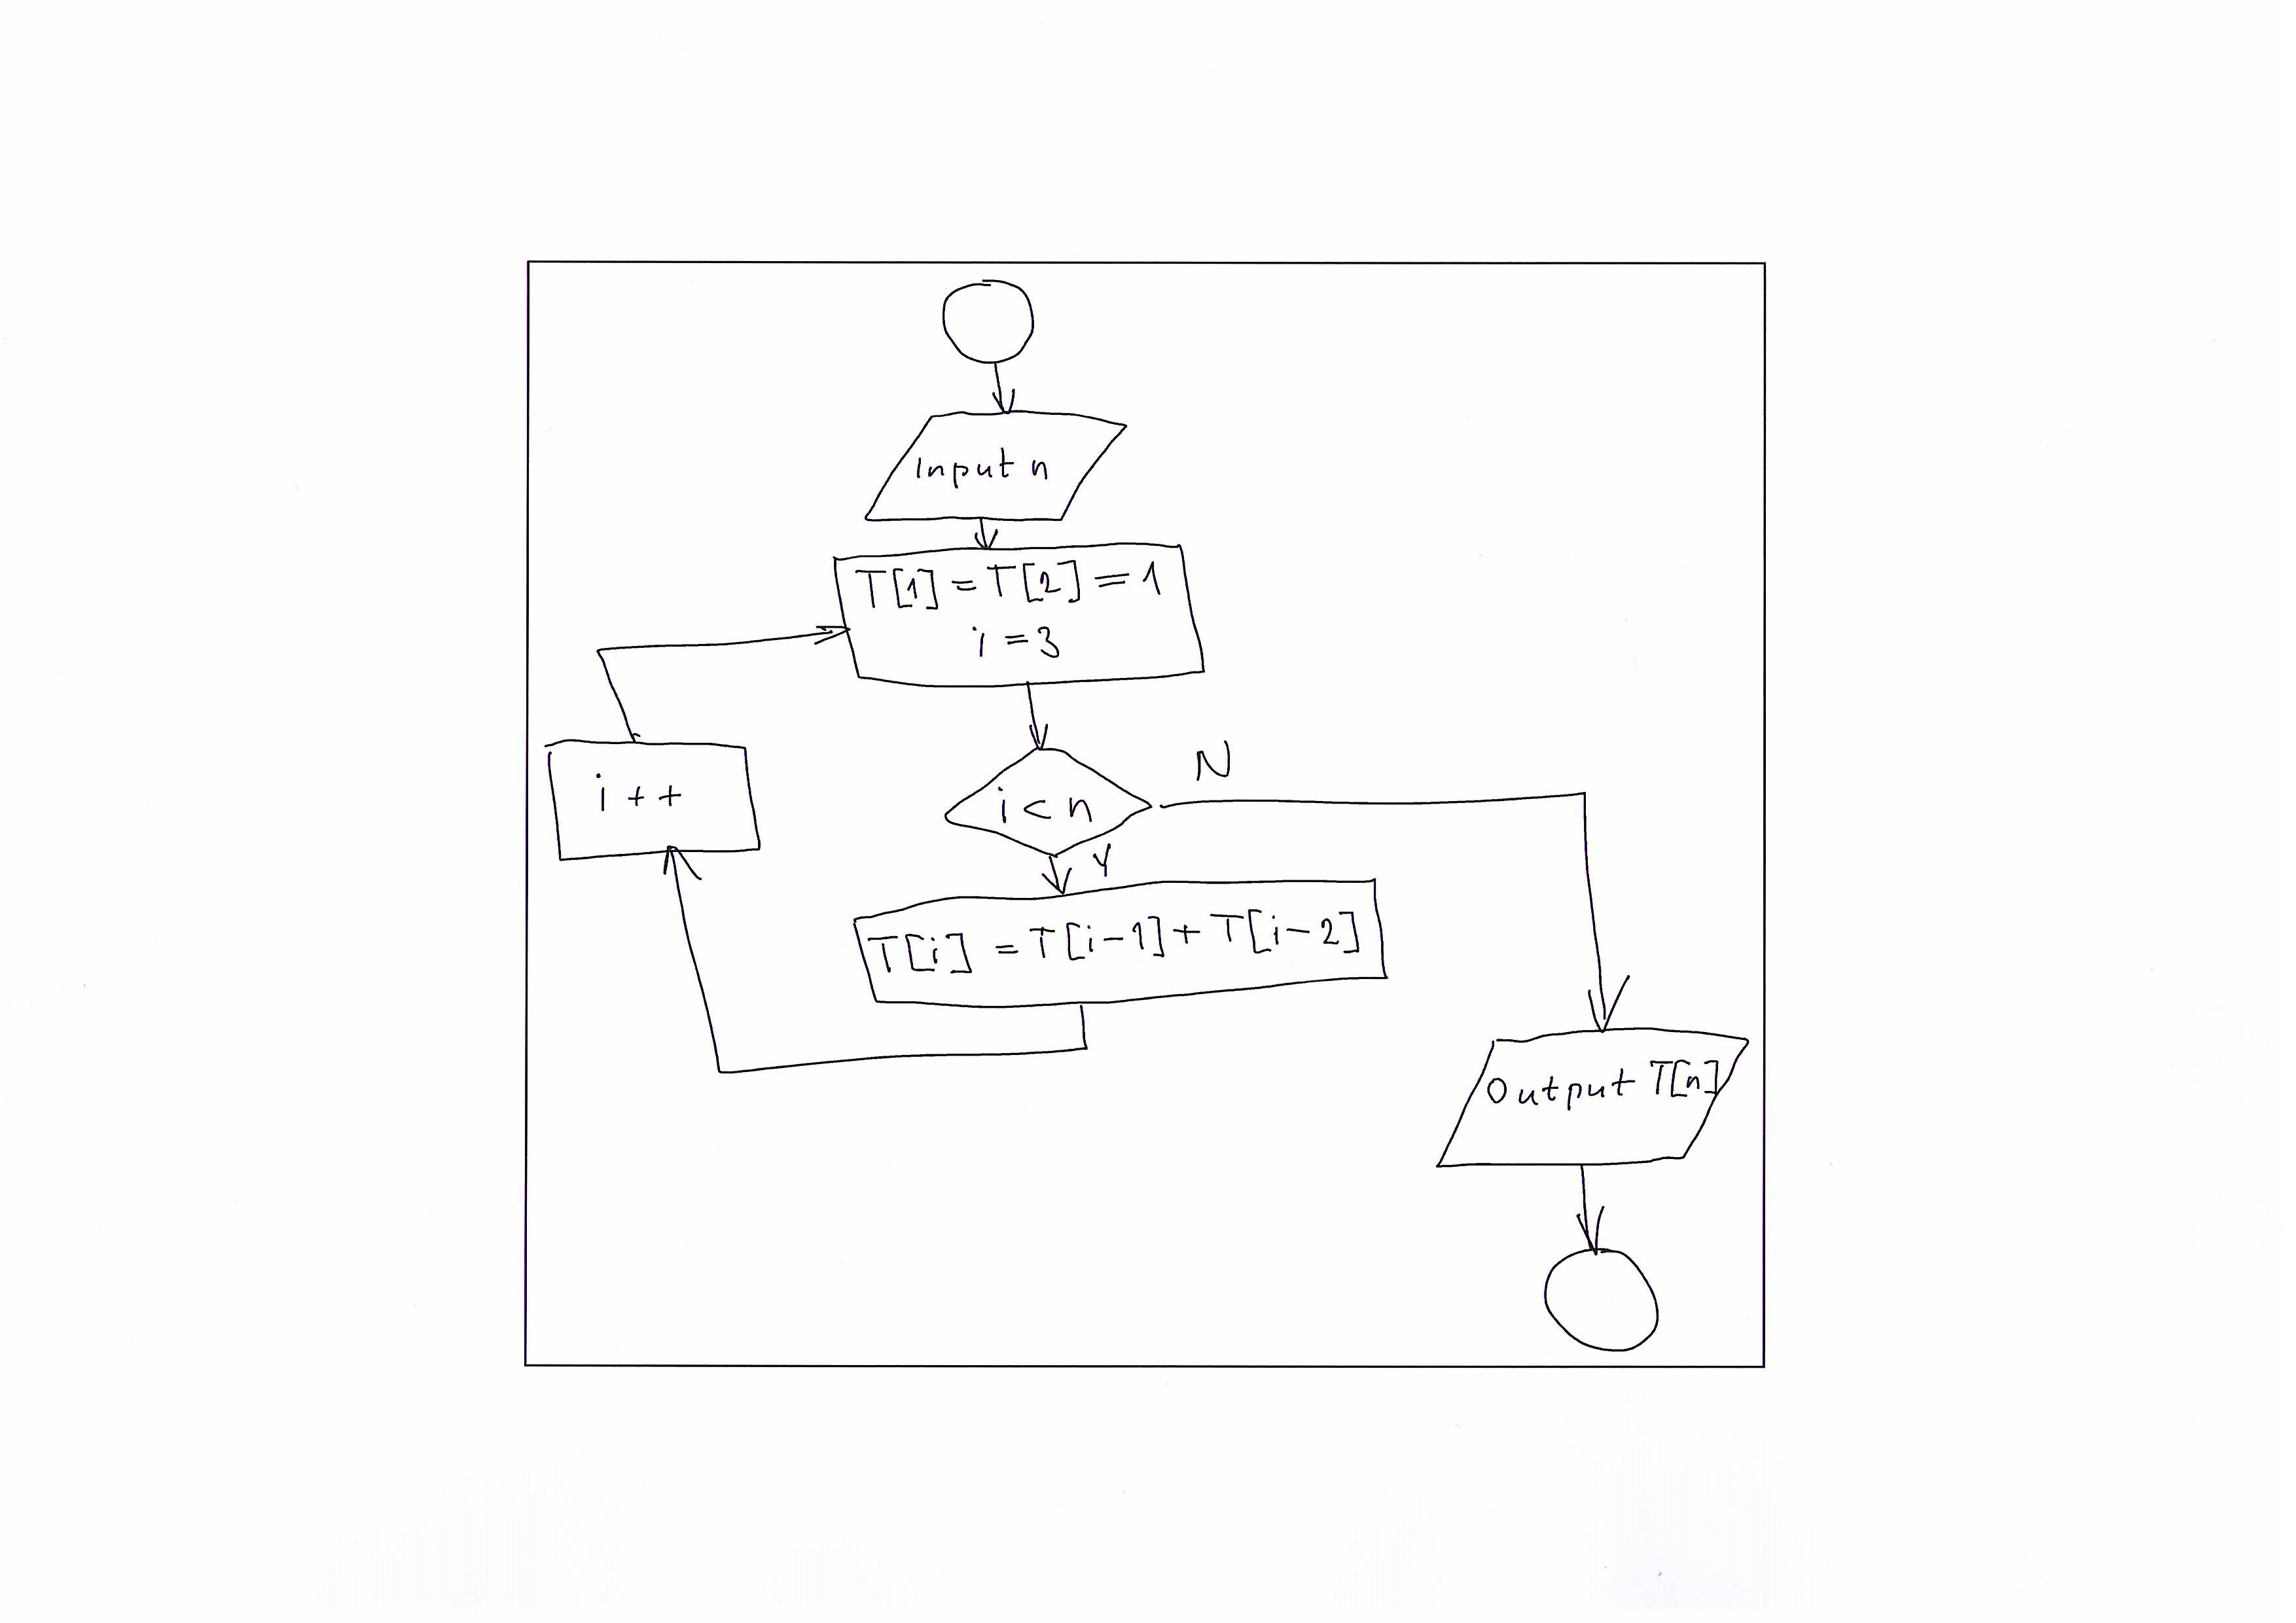 Input n
T[1] = T[2] = 1
i = 3
i < n
N
Y
i + +
T[i] = T[i-1] + T[i-2]
Output T[n]